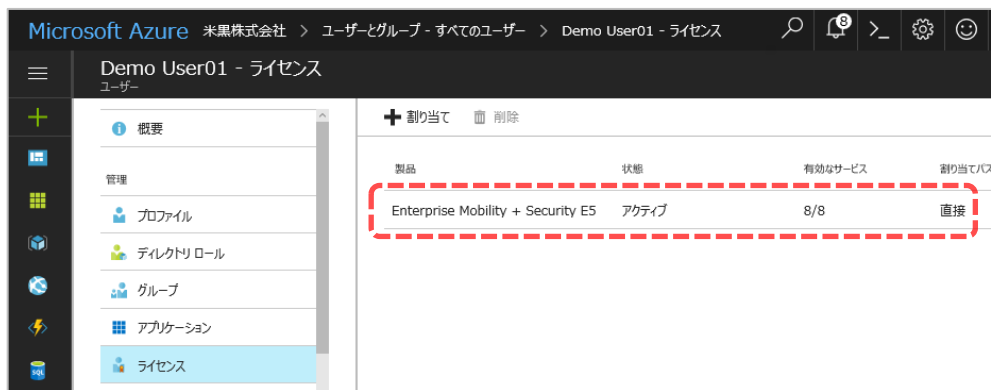 Microsoft Azure 米黒株式会社 > ユーザーとグループ - すべてのユーザー > Demo User01 - ライセンス 8
Demo User01 - ライセンス
ユーザー
割り当て 削除
概要
管理
製品 状態 有効なサービス 割り当てパス
Enterprise Mobility + Security E5 アクティブ 8/8 直接
プロファイル
ディレクトリ ロール
グループ
アプリケーション
ライセンス
SQL